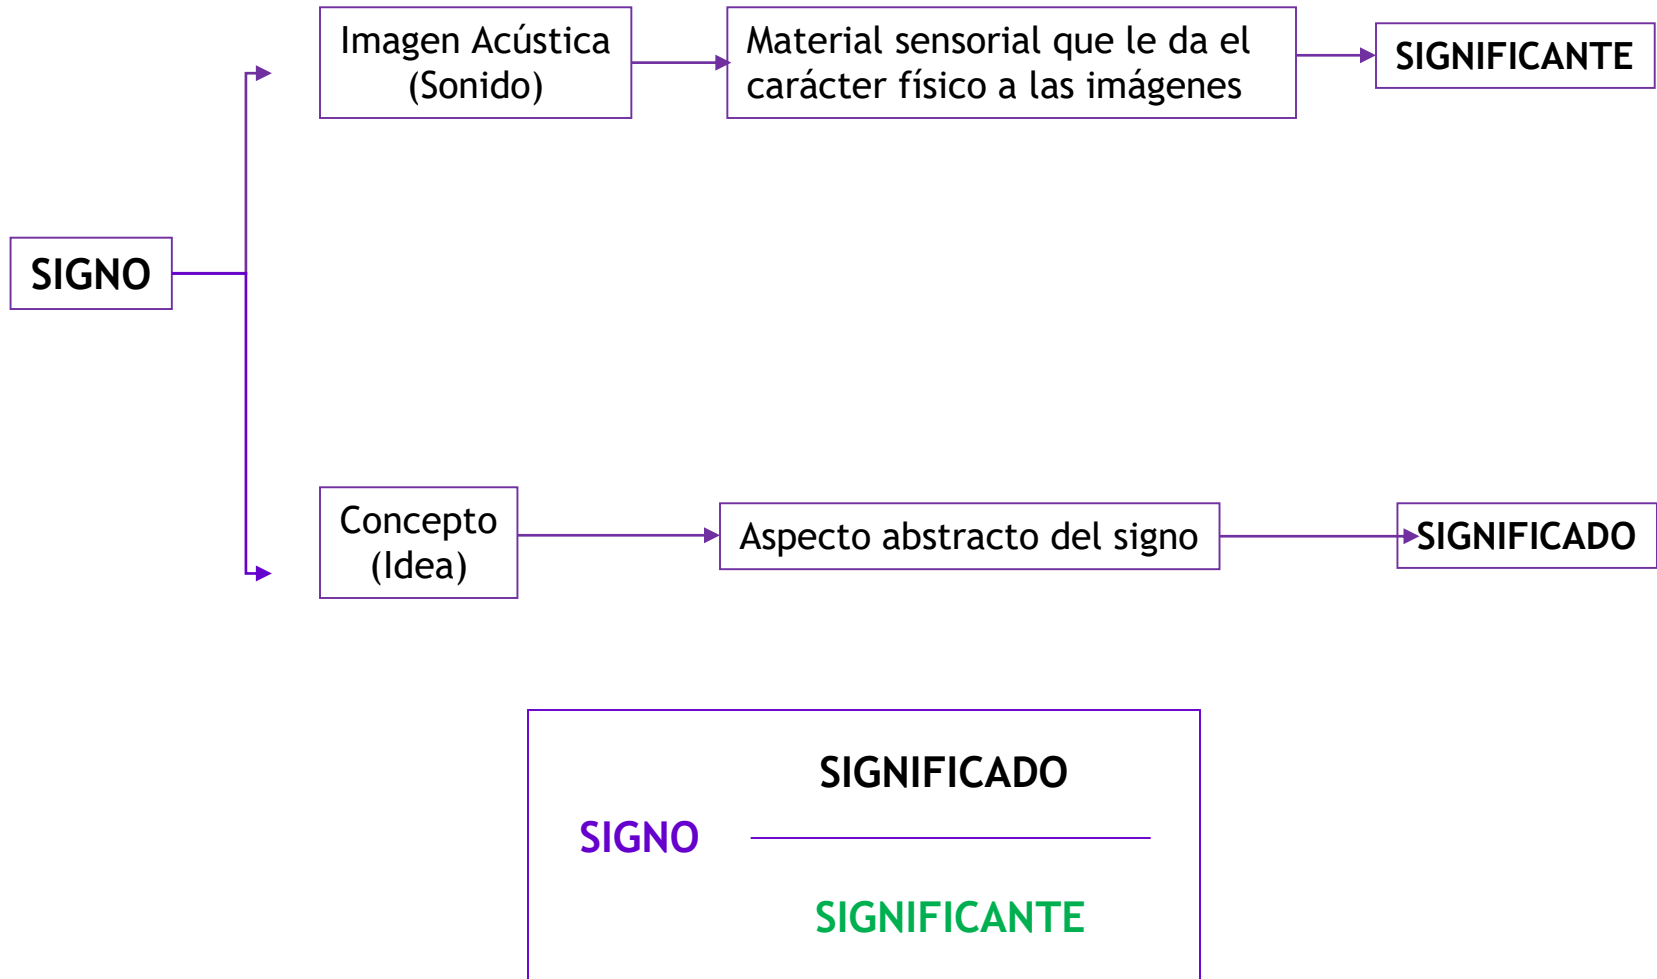 Imagen Acústica
(Sonido)
Material sensorial que le da el
carácter físico a las imágenes
SIGNIFICANTE
SIGNO
Concepto
(Idea)
Aspecto abstracto del signo
SIGNIFICADO
SIGNIFICADO
SIGNO
SIGNIFICANTE